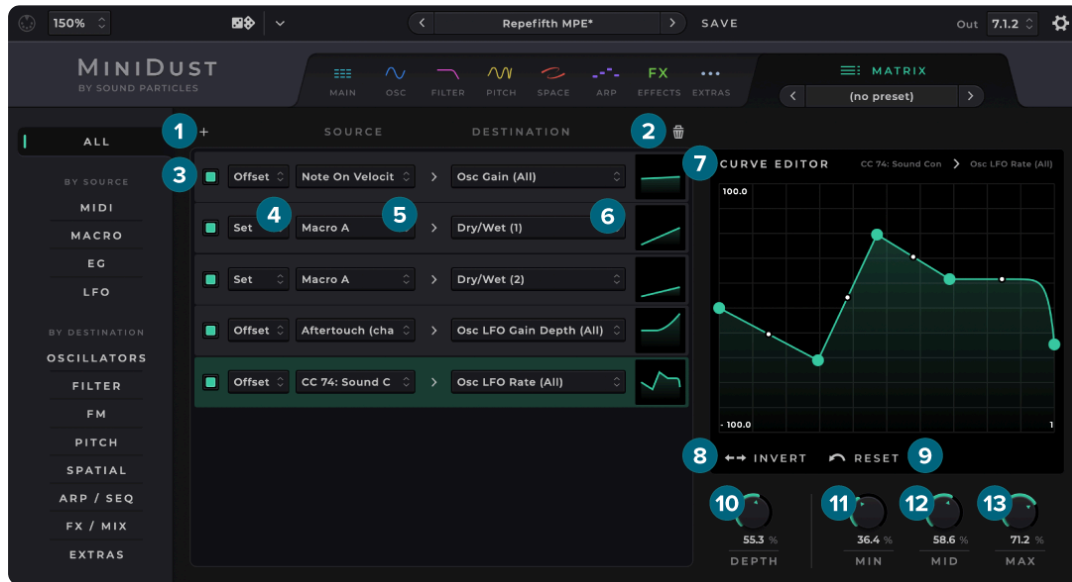 150%
Repefifth MPE*
SAVE
Out 7.1.2
MINIDUST
BY SOUND PARTICLES
MAIN OSC FILTER PITCH SPACE ARP FX EFFECTS EXTRAS
MATRIX
(no preset)
ALL
BY SOURCE
MIDI
MACRO
EG
LFO
BY DESTINATION
OSCILLATORS
FILTER
FM
PITCH
SPATIAL
ARP / SEQ
FX / MIX
EXTRAS
1 + SOURCE DESTINATION 2
3 Offset Note On Velocit > Osc Gain (All)
4 5 6
Set Macro A > Dry/Wet (1)
Set Macro A > Dry/Wet (2)
Offset Aftertouch (cha > Osc LFO Gain Depth (All)
Offset CC 74: Sound C > Osc LFO Rate (All)
7 CURVE EDITOR CC 74: Sound Con > Osc LFO Rate (All)
100.0
- 100.0 1
8 INVERT RESET 9
10 11 12 13
55.3 % 36.4 % 58.6 % 71.2 %
DEPTH MIN MID MAX